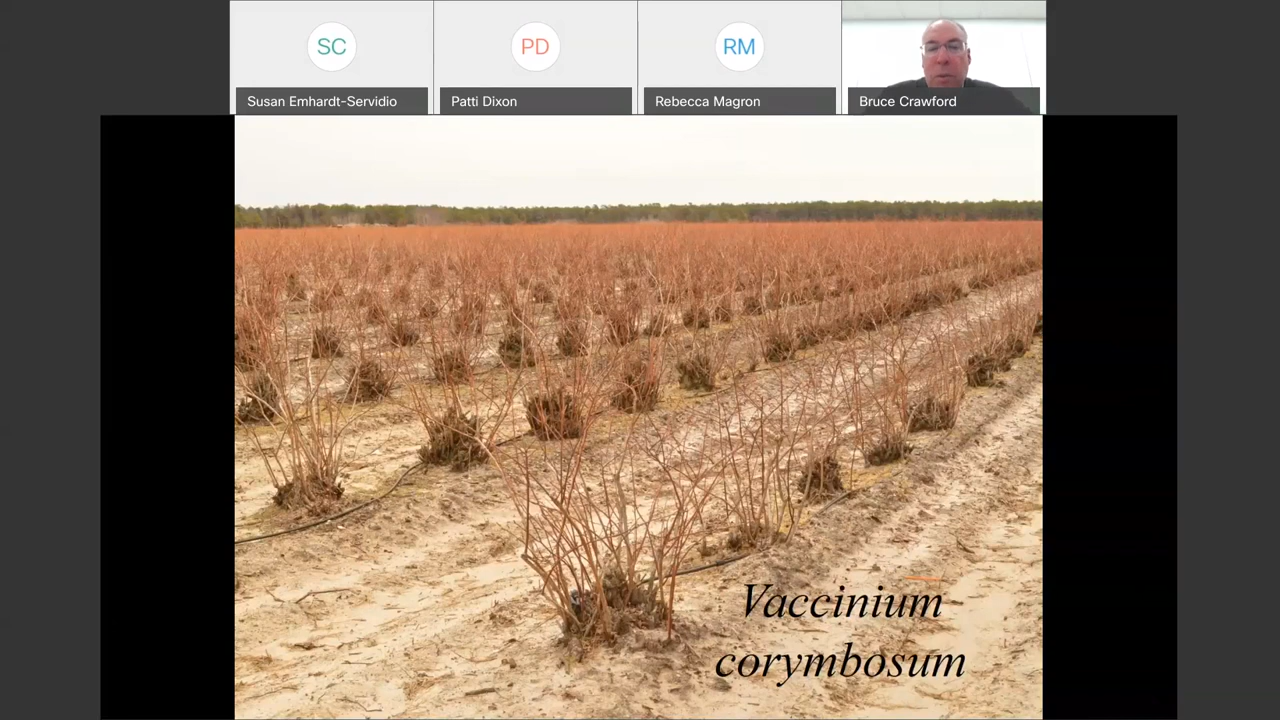 SC
PD
RM
Susan Emhardt-Servidio
Patti Dixon
Rebecca Magron
Bruce Crawford
Vaccinium
corymbosum